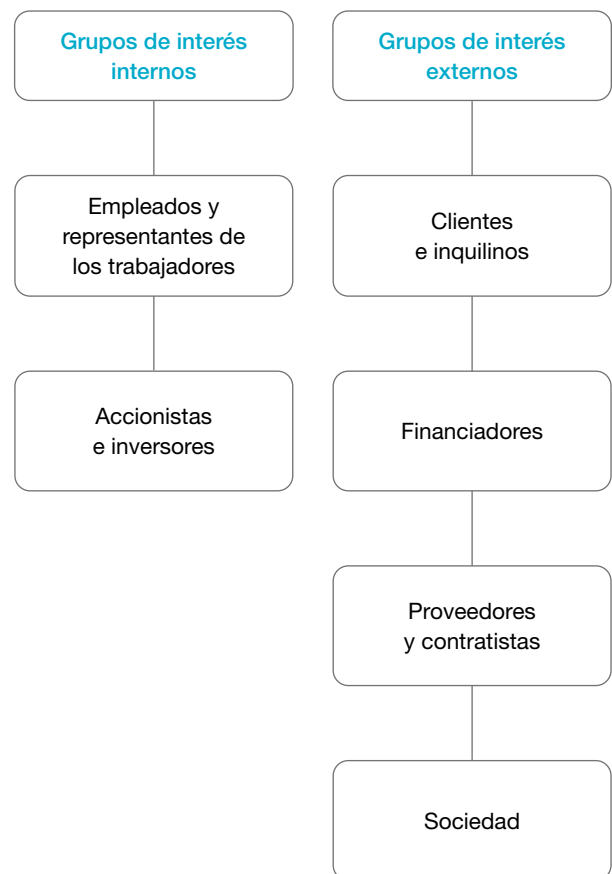 Grupos de interés
internos
Empleados y
representantes de
los trabajadores
Accionistas
e inversores
Grupos de interés
externos
Clientes
e inquilinos
Financiadores
Proveedores
y contratistas
Sociedad